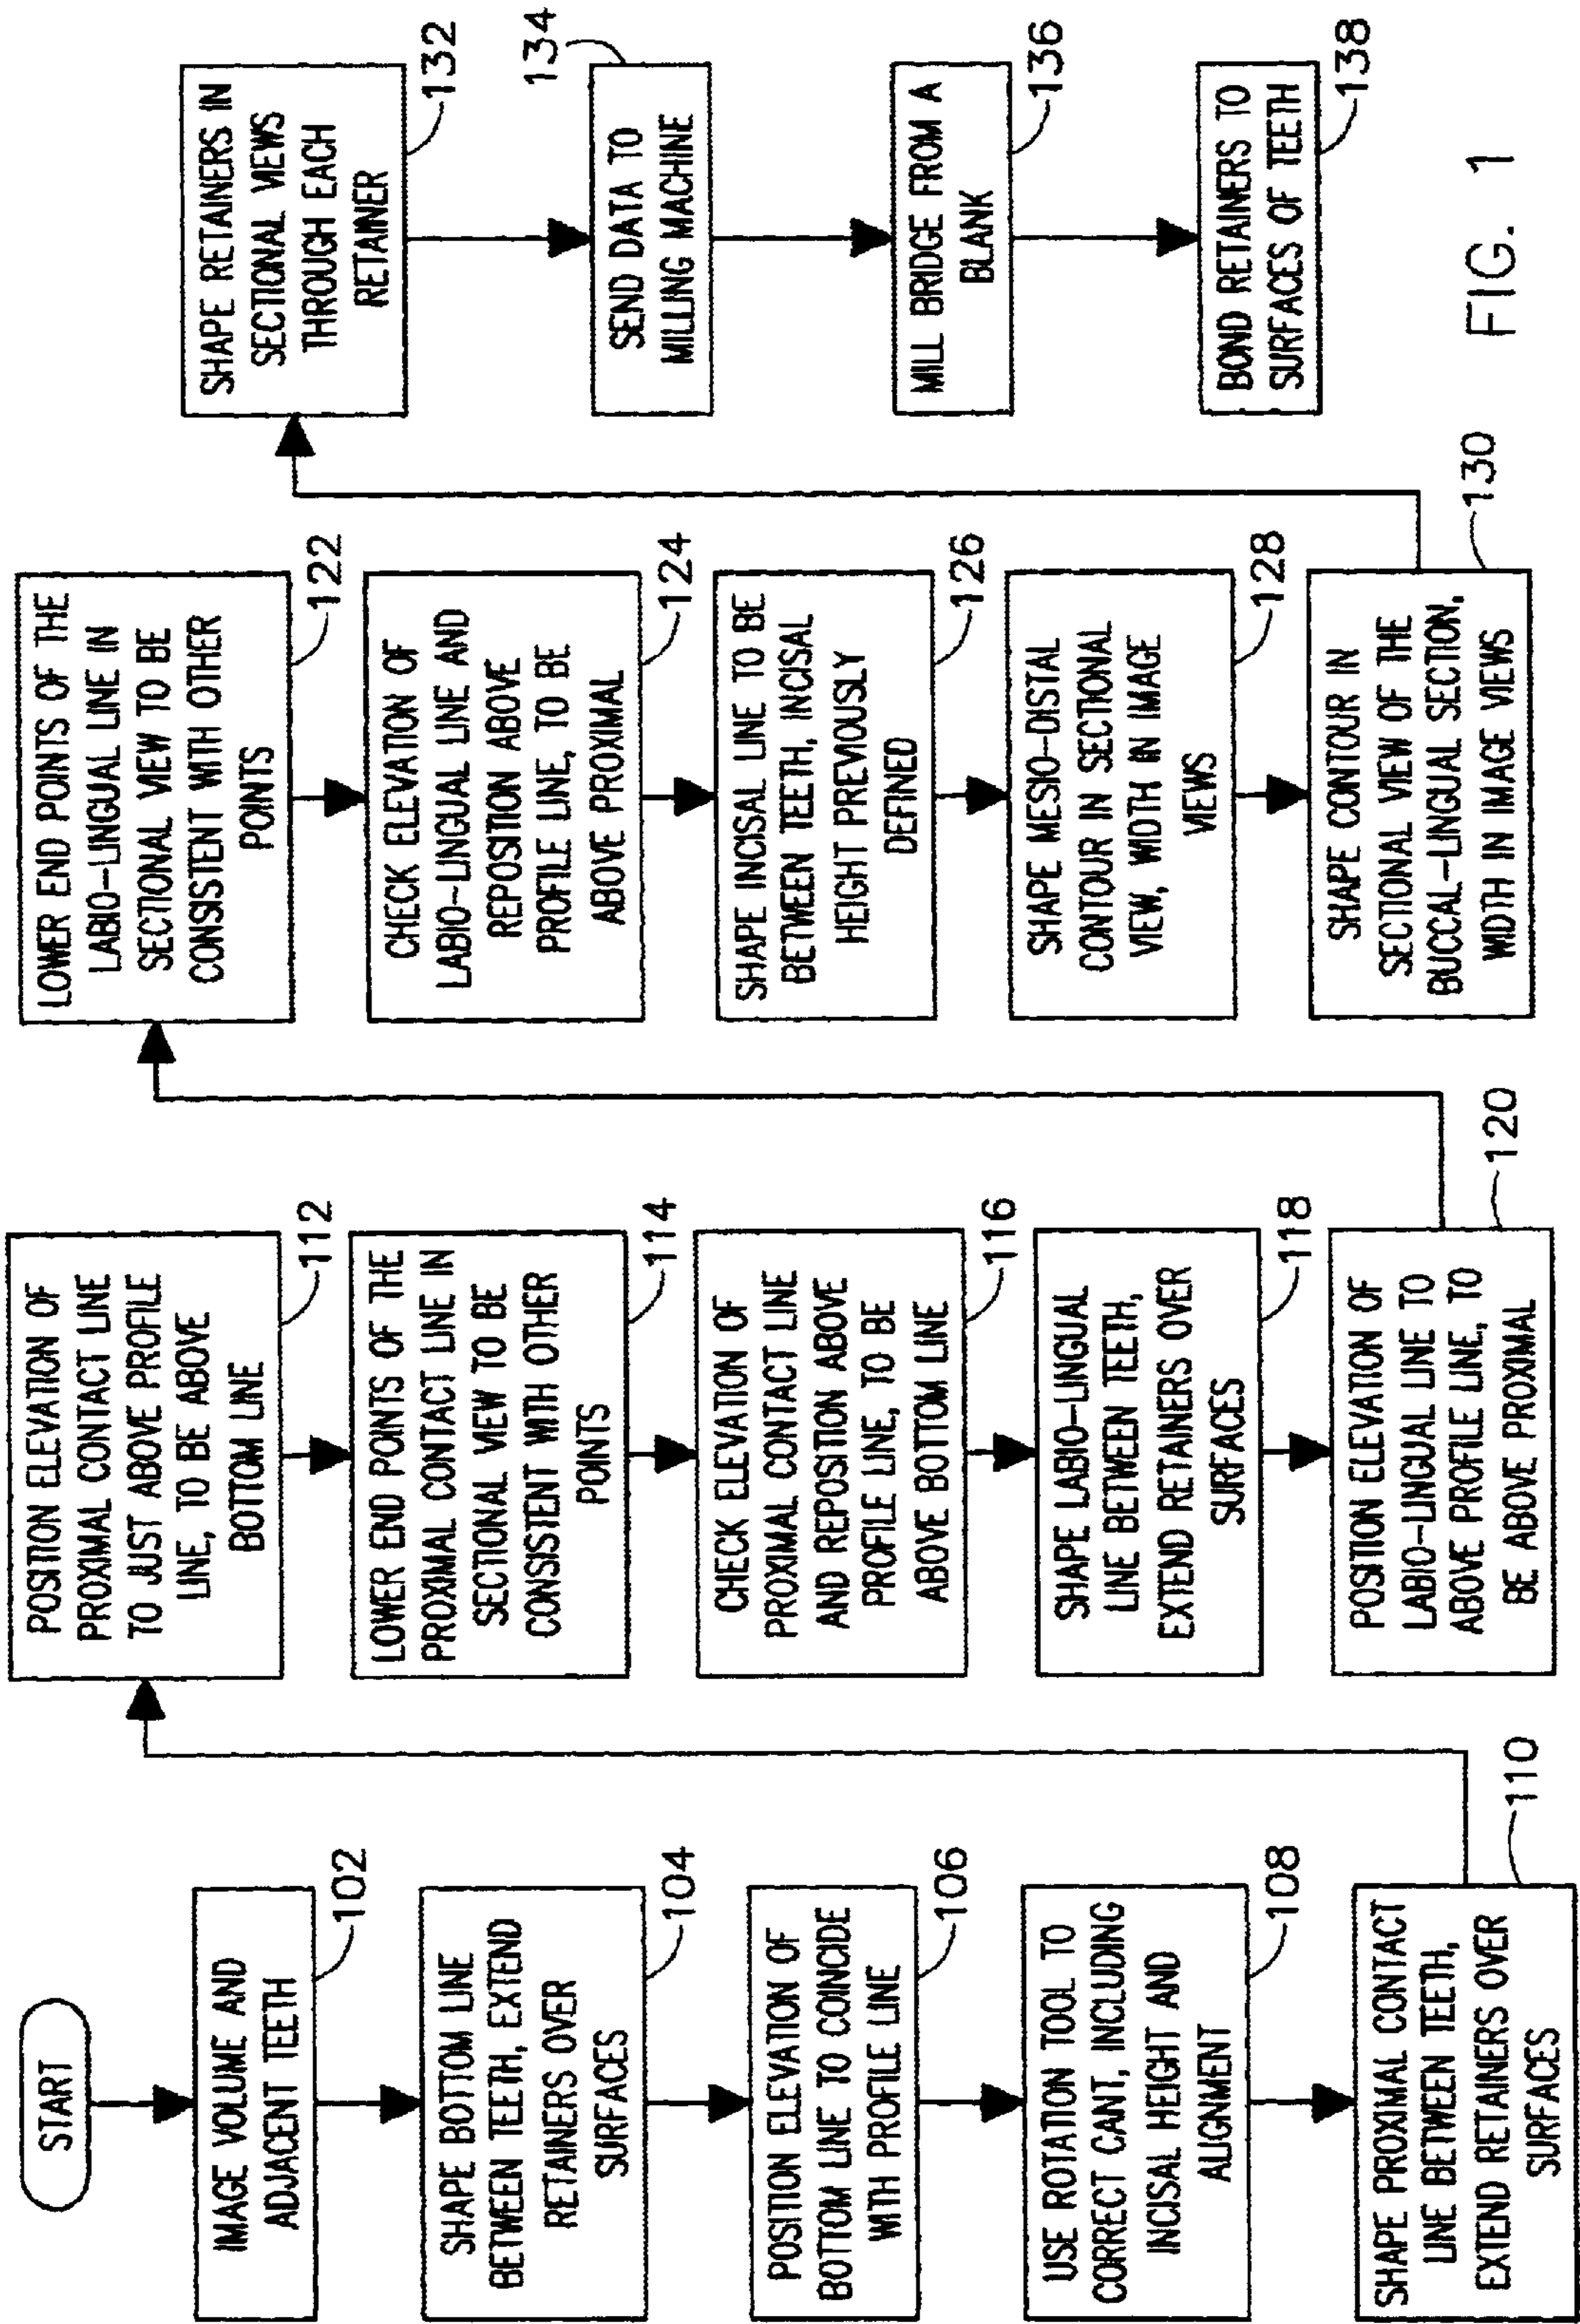 START
IMAGE VOLUME AND
ADJACENT TEETH
102
SHAPE BOTTOM LINE
BETWEEN TEETH, EXTEND
RETAINERS OVER
SURFACES
104
POSITION ELEVATION OF
BOTTOM LINE TO COINCIDE
WITH PROFILE LINE
106
USE ROTATION TOOL TO
CORRECT CANT, INCLUDING
INCISAL HEIGHT AND
ALIGNMENT
108
SHAPE PROXIMAL CONTACT
LINE BETWEEN TEETH,
EXTEND RETAINERS OVER
SURFACES
110
POSITION ELEVATION OF
PROXIMAL CONTACT LINE
TO JUST ABOVE PROFILE
LINE, TO BE ABOVE
BOTTOM LINE
112
LOWER END POINTS OF THE
PROXIMAL CONTACT LINE IN
SECTIONAL VIEW TO BE
CONSISTENT WITH OTHER
POINTS
114
CHECK ELEVATION OF
PROXIMAL CONTACT LINE
AND REPOSITION ABOVE
PROFILE LINE, TO BE
ABOVE BOTTOM LINE
116
SHAPE LABIO-LINGUAL
LINE BETWEEN TEETH,
EXTEND RETAINERS OVER
SURFACES
118
POSITION ELEVATION OF
LABIO-LINGUAL LINE TO
ABOVE PROFILE LINE, TO
BE ABOVE PROXIMAL
120
LOWER END POINTS OF THE
LABIO-LINGUAL LINE IN
SECTIONAL VIEW TO BE
CONSISTENT WITH OTHER
POINTS
122
CHECK ELEVATION OF
LABIO-LINGUAL LINE AND
REPOSITION ABOVE
PROFILE LINE, TO BE
ABOVE PROXIMAL
124
SHAPE INCISAL LINE TO BE
BETWEEN TEETH, INCISAL
HEIGHT PREVIOUSLY
DEFINED
126
SHAPE MESIO-DISTAL
CONTOUR IN SECTIONAL
VIEW, WIDTH IN IMAGE
VIEWS
128
SHAPE CONTOUR IN
SECTIONAL VIEW OF THE
BUCCAL-LINGUAL SECTION,
WIDTH IN IMAGE VIEWS
130
SHAPE RETAINERS IN
SECTIONAL VIEWS
THROUGH EACH
RETAINER
132
SEND DATA TO
MILLING MACHINE
134
MILL BRIDGE FROM A
BLANK
136
BOND RETAINERS TO
SURFACES OF TEETH
138
FIG. 1